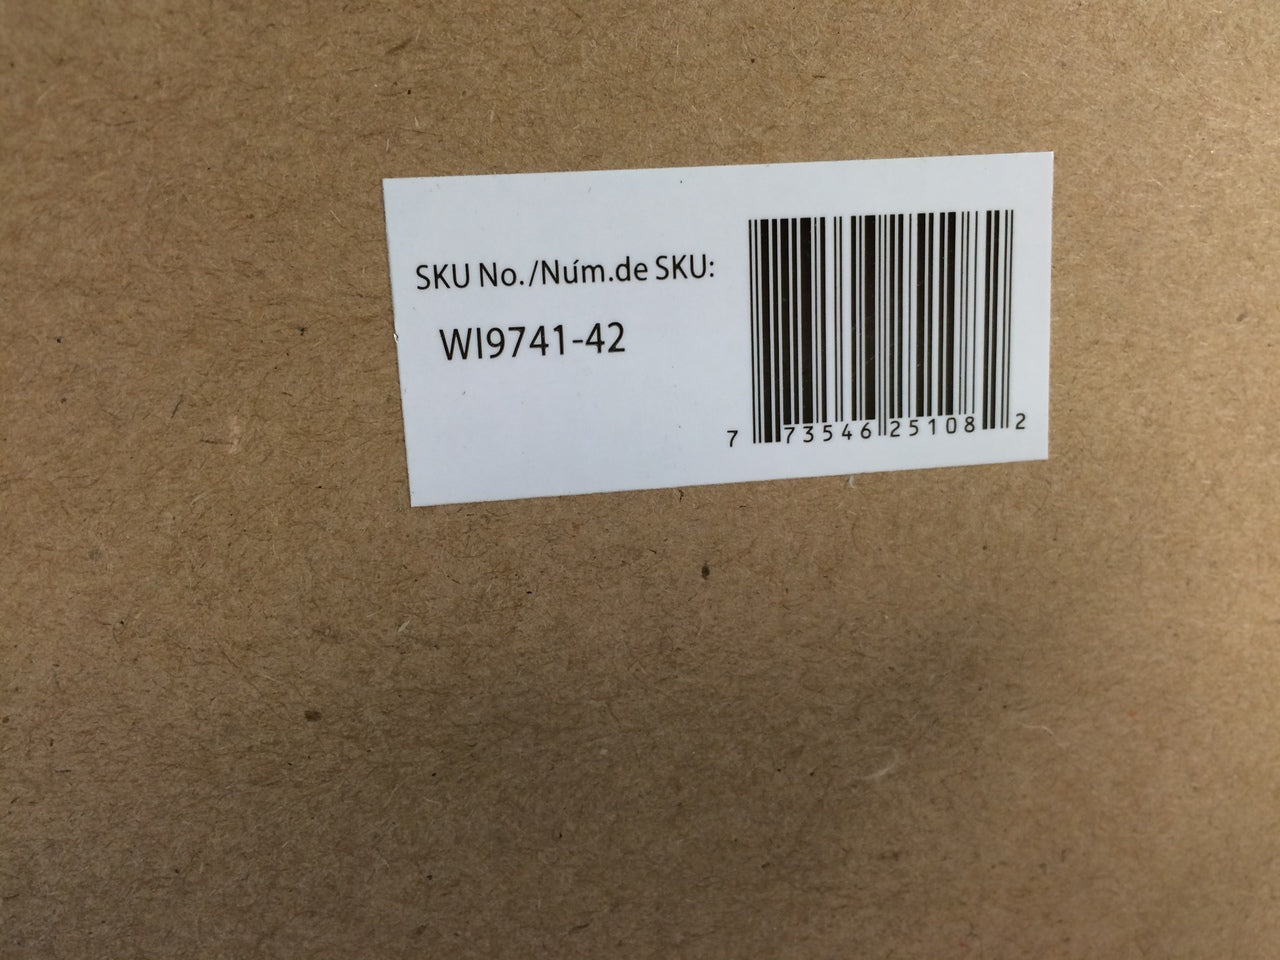 SKU No./Núm.de SKU:
WI9741-42
7 73546 25108 2